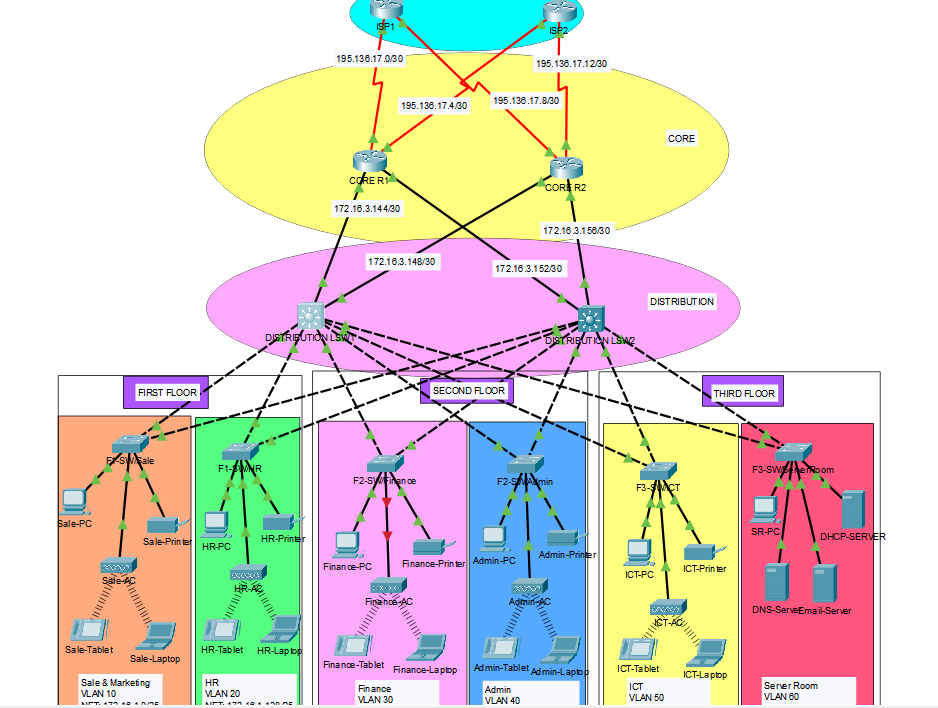 ISP1
ISP2
195.136.17.0/30
195.136.17.12/30
195.136.17.4/30
195.136.17.8/30
CORE
CORE R1
CORE R2
172.16.3.144/30
172.16.3.156/30
172.16.3.148/30
172.16.3.152/30
DISTRIBUTION
DISTRIBUTION LSW1
DISTRIBUTION LSW2
FIRST FLOOR
SECOND FLOOR
THIRD FLOOR
F1-SW/Sale
F1-SW/HR
F2-SW/Finance
F2-SW/Admin
F3-SW/ICT
F3-SW/ServerRoom
Sale-PC
Sale-Printer
HR-PC
HR-Printer
Finance-PC
Finance-Printer
Admin-PC
Admin-Printer
ICT-PC
ICT-Printer
SR-PC
DHCP-SERVER
Sale-AC
HR-AC
Finance-AC
Admin-AC
ICT-AC
DNS-Server
Email-Server
Sale-Tablet
Sale-Laptop
HR-Tablet
HR-Laptop
Finance-Tablet
Finance-Laptop
Admin-Tablet
Admin-Laptop
ICT-Tablet
ICT-Laptop
Sale & Marketing
VLAN 10
NET: 172.16.1.0/25
HR
VLAN 20
NET: 172.16.1.128/25
Finance
VLAN 30
Admin
VLAN 40
ICT
VLAN 50
Server Room
VLAN 60